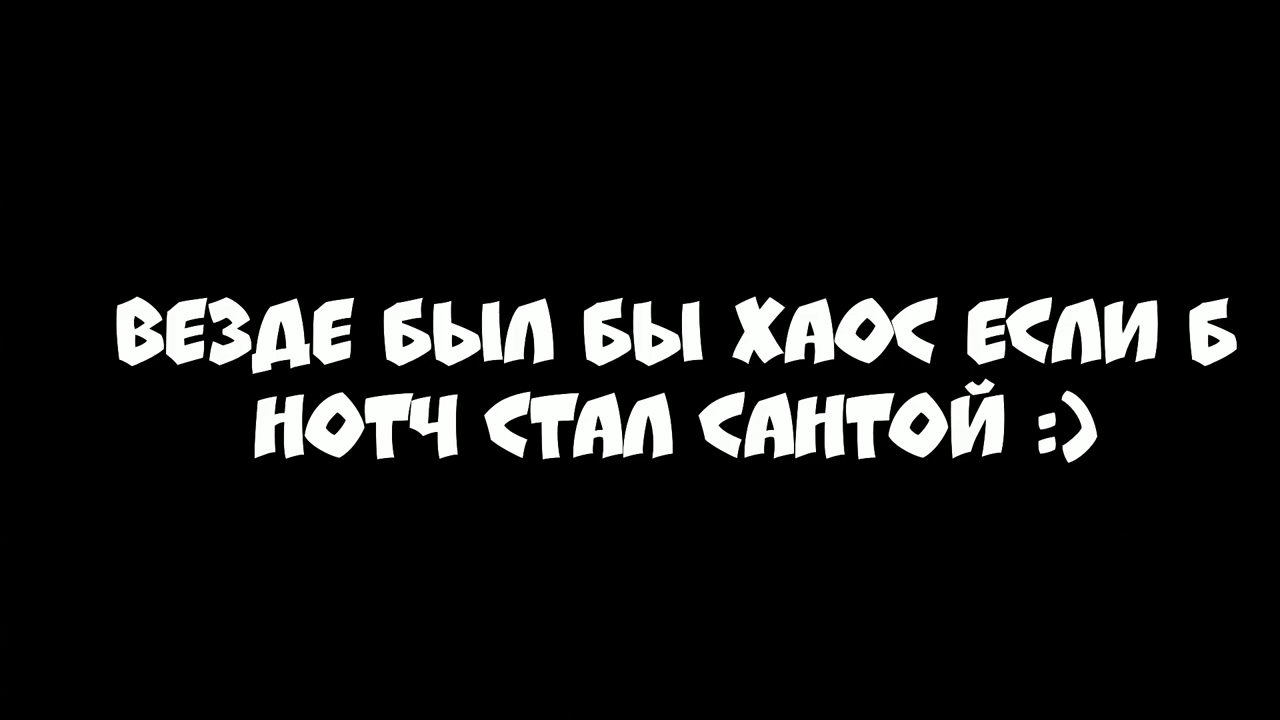 ВЕЗДЕ БЫЛ БЫ ХАОС ЕСЛИ Б
НОТЧ СТАЛ САНТОЙ :)